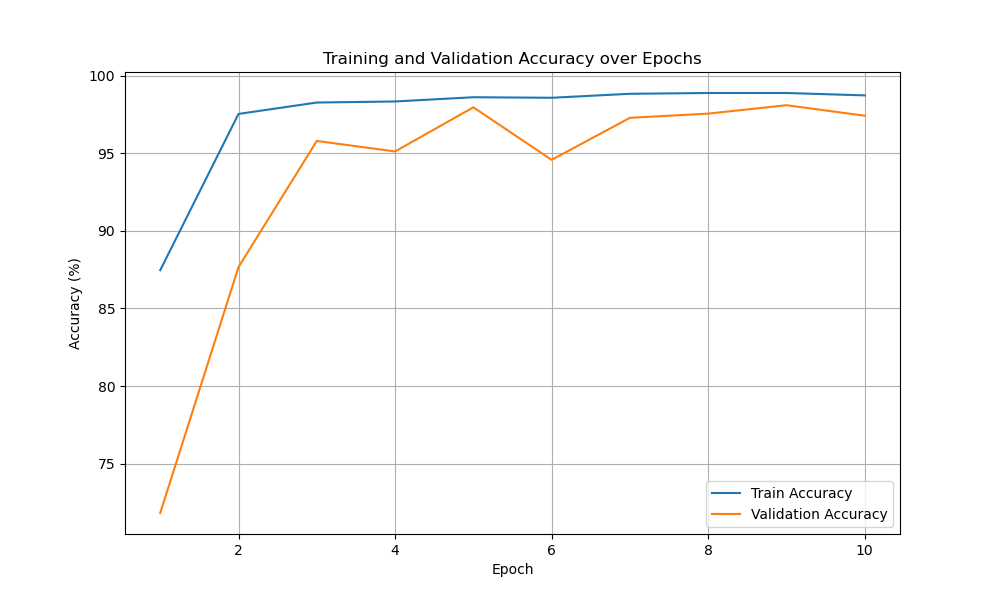 Training and Validation Accuracy over Epochs
100
95
90
85
80
75
Accuracy (%)
Train Accuracy
Validation Accuracy
2 4 6 8 10
Epoch